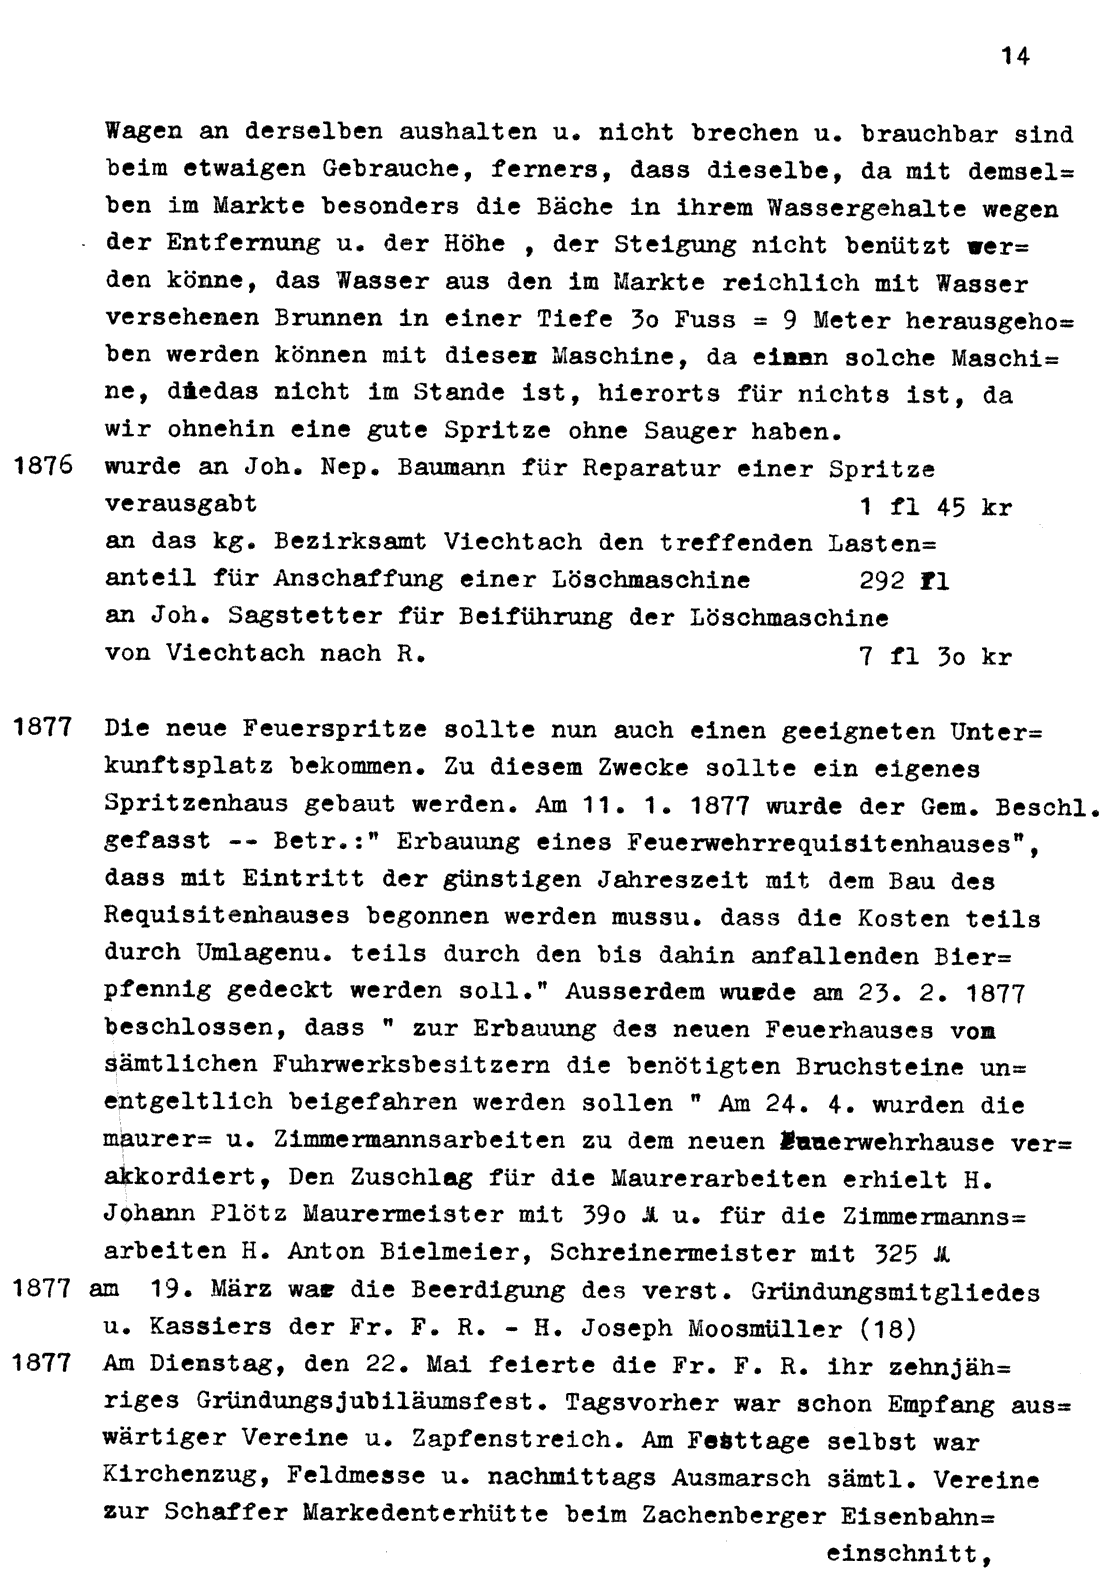 14
Wagen an derselben aushalten u. nicht brechen u. brauchbar sind
beim etwaigen Gebrauche, ferners, dass dieselbe, da mit demsel=
ben im Markte besonders die Bäche in ihrem Wassergehalte wegen
der Entfernung u. der Höhe , der Steigung nicht benützt wer=
den könne, das Wasser aus den im Markte reichlich mit Wasser
versehenen Brunnen in einer Tiefe 3o Fuss = 9 Meter herausgeho=
ben werden können mit dieser Maschine, da einen solche Maschi=
ne, diedas nicht im Stande ist, hierorts für nichts ist, da
wir ohnehin eine gute Spritze ohne Sauger haben.
1876 wurde an Joh. Nep. Baumann für Reparatur einer Spritze
verausgabt 1 fl 45 kr
an das kg. Bezirksamt Viechtach den treffenden Lasten=
anteil für Anschaffung einer Löschmaschine 292 fl
an Joh. Sagstetter für Beiführung der Löschmaschine
von Viechtach nach R. 7 fl 3o kr
1877 Die neue Feuerspritze sollte nun auch einen geeigneten Unter=
kunftsplatz bekommen. Zu diesem Zwecke sollte ein eigenes
Spritzenhaus gebaut werden. Am 11. 1. 1877 wurde der Gem. Beschl.
gefasst -- Betr.:" Erbauung eines Feuerwehrrequisitenhauses",
dass mit Eintritt der günstigen Jahreszeit mit dem Bau des
Requisitenhauses begonnen werden mussu. dass die Kosten teils
durch Umlagenu. teils durch den bis dahin anfallenden Bier=
pfennig gedeckt werden soll." Ausserdem wurde am 23. 2. 1877
beschlossen, dass " zur Erbauung des neuen Feuerhauses von
sämtlichen Fuhrwerksbesitzern die benötigten Bruchsteine un=
entgeltlich beigefahren werden sollen " Am 24. 4. wurden die
maurer= u. Zimmermannsarbeiten zu dem neuen Feuerwehrhause ver=
akkordiert, Den Zuschlag für die Maurerarbeiten erhielt H.
Johann Plötz Maurermeister mit 39o M u. für die Zimmermanns=
arbeiten H. Anton Bielmeier, Schreinermeister mit 325 M
1877 am 19. März war die Beerdigung des verst. Gründungsmitgliedes
u. Kassiers der Fr. F. R. - H. Joseph Moosmüller (18)
1877 Am Dienstag, den 22. Mai feierte die Fr. F. R. ihr zehnjäh=
riges Gründungsjubiläumsfest. Tagsvorher war schon Empfang aus=
wärtiger Vereine u. Zapfenstreich. Am Festtage selbst war
Kirchenzug, Feldmesse u. nachmittags Ausmarsch sämtl. Vereine
zur Schaffer Markedenterhütte beim Zachenberger Eisenbahn=
einschnitt,